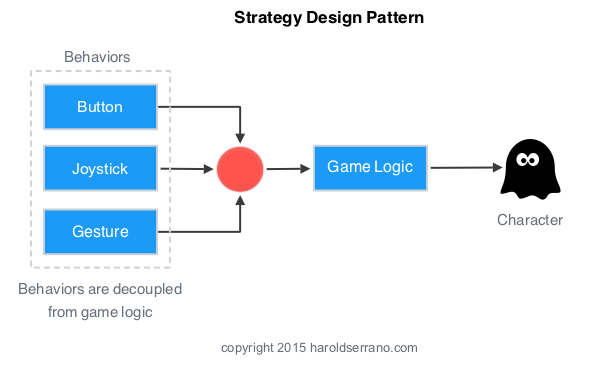 Strategy Design Pattern
Behaviors
Button
Joystick
Gesture
Game Logic
Character
Behaviors are decoupled
from game logic
copyright 2015 haroldserrano.com